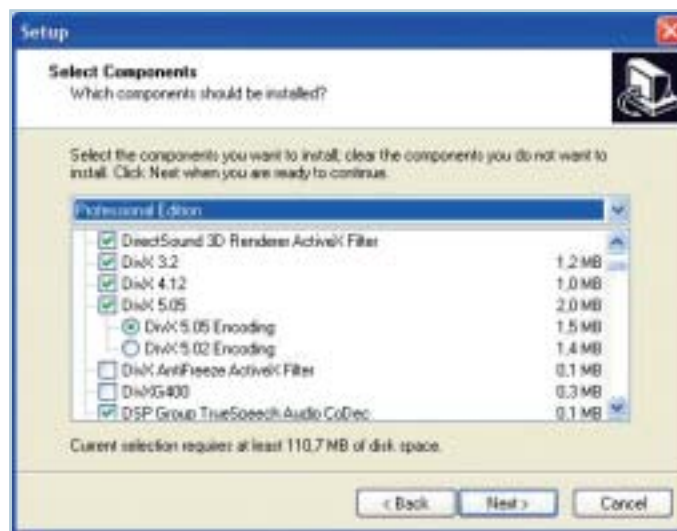 Setup
Select Components
Which components should be installed?
Select the components you want to install; clear the components you do not want to
install. Click Next when you are ready to continue.
Professional Edition
DirectSound 3D Renderer ActiveX Filter
DivX 3.2 1,2 MB
DivX 4.12 1,0 MB
DivX 5.05 2,0 MB
DivX 5.05 Encoding 1,5 MB
DivX 5.02 Encoding 1,4 MB
DivX AntiFreeze ActiveX Filter 0,1 MB
DivXG400 0,3 MB
DSP Group TrueSpeech Audio CoDec 0,1 MB
Current selection requires at least 110,7 MB of disk space.
< Back Next > Cancel